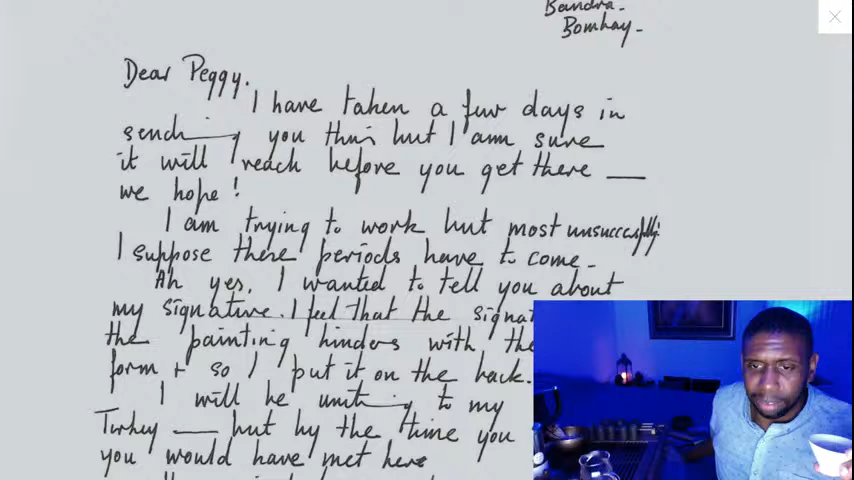 Bandra-
Bombay-
Dear Peggy.
I have taken a few days in
sending you this but I am sure
it will reach before you get there —
we hope!
I am trying to work but most unsuccessfully.
I suppose these periods have to come-
Ah yes, I wanted to tell you about
my signature. I feel that the
the painting hinders with the
form + so I put it on the back.
I will be writing to my
Turkey — but by the time you
you would have met here